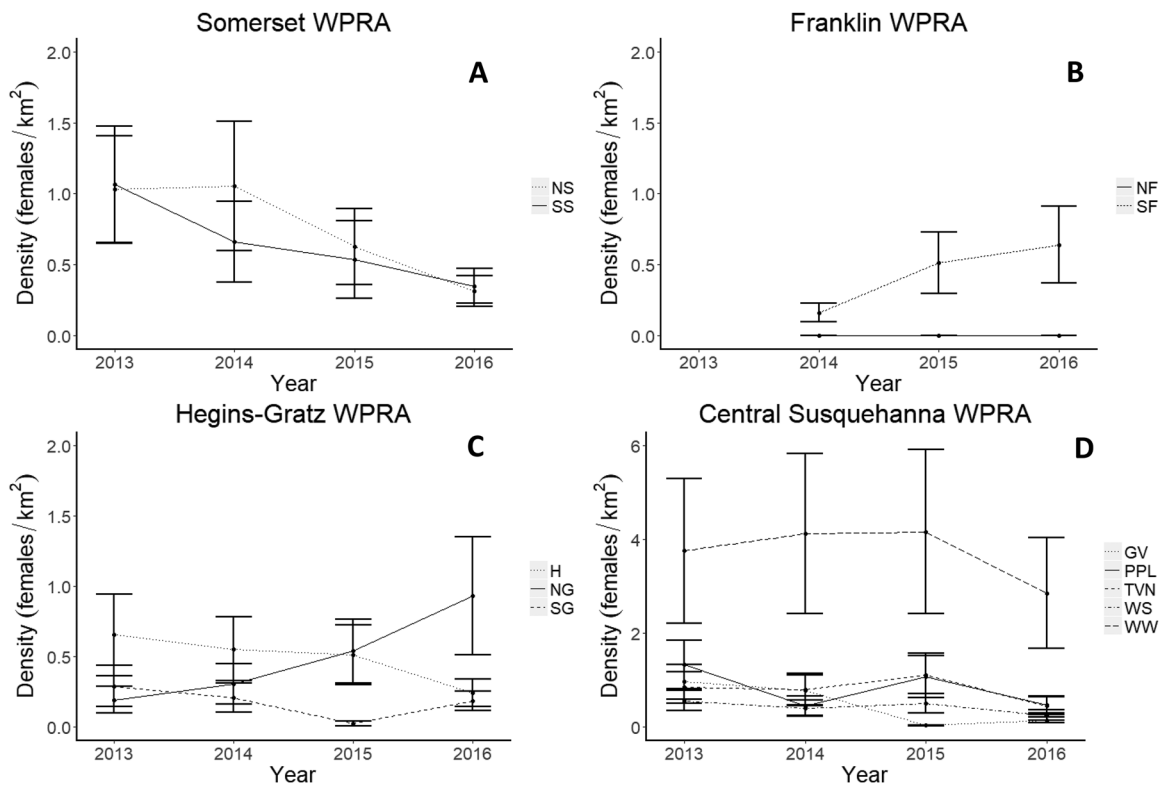 Somerset WPRA
A
2.0
1.5
1.0
0.5
0.0
Density (females/km²)
2013 2014 2015 2016
Year
NS
SS
Franklin WPRA
B
2.0
1.5
1.0
0.5
0.0
Density (females/km²)
2013 2014 2015 2016
Year
NF
SF
Hegins-Gratz WPRA
C
2.0
1.5
1.0
0.5
0.0
Density (females/km²)
2013 2014 2015 2016
Year
H
NG
SG
Central Susquehanna WPRA
D
6
4
2
0
Density (females/km²)
2013 2014 2015 2016
Year
GV
PPL
TVN
WS
WW